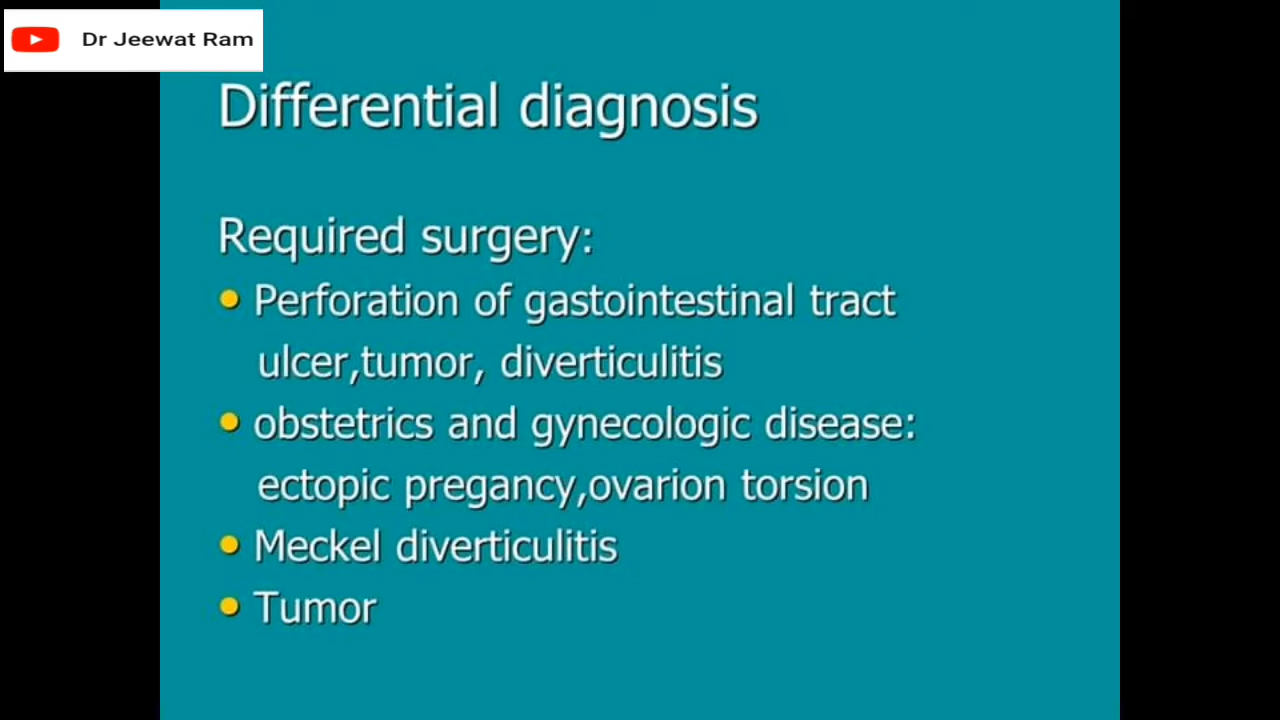 Dr Jeewat Ram
Differential diagnosis
Required surgery:
Perforation of gastointestinal tract
ulcer,tumor, diverticulitis
obstetrics and gynecologic disease:
ectopic pregancy,ovarion torsion
Meckel diverticulitis
Tumor